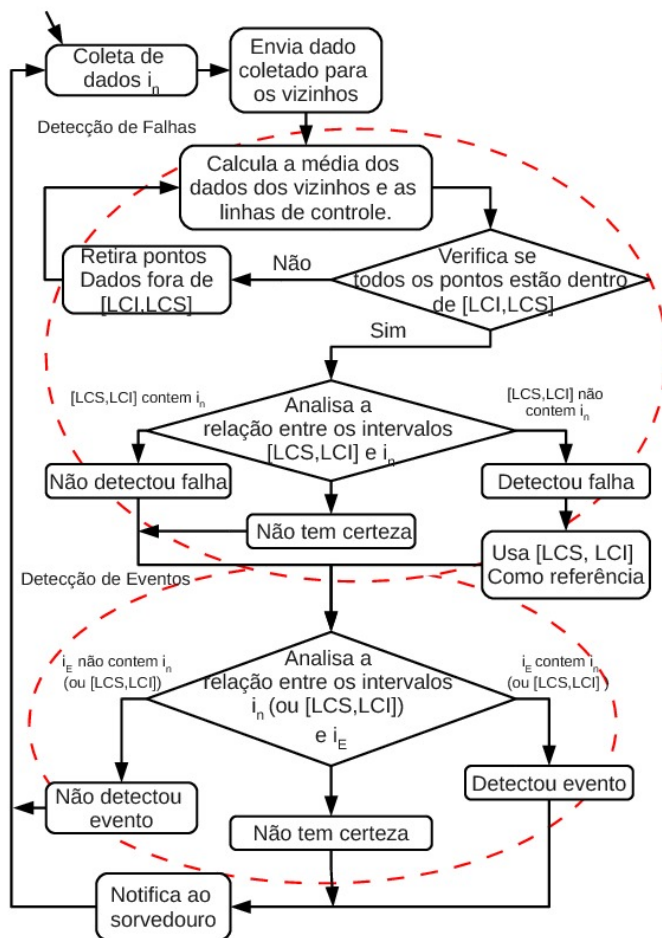 Coleta de
dados iₙ
Envia dado
coletado para
os vizinhos
Detecção de Falhas
Calcula a média dos
dados dos vizinhos e as
linhas de controle.
Retira pontos
Dados fora de
[LCI,LCS]
Não
Verifica se
todos os pontos estão dentro
de [LCI,LCS]
Sim
[LCS,LCI] contem iₙ
Analisa a
relação entre os intervalos
[LCS,LCI] e iₙ
[LCS,LCI] não
contem iₙ
Não detectou falha
Não tem certeza
Detectou falha
Usa [LCS, LCI]
Como referência
Detecção de Eventos
i_E não contem iₙ
(ou [LCS,LCI])
Analisa a
relação entre os intervalos
iₙ (ou [LCS,LCI])
e i_E
i_E contem iₙ
(ou [LCS,LCI] )
Não detectou
evento
Não tem certeza
Detectou evento
Notifica ao
sorvedouro